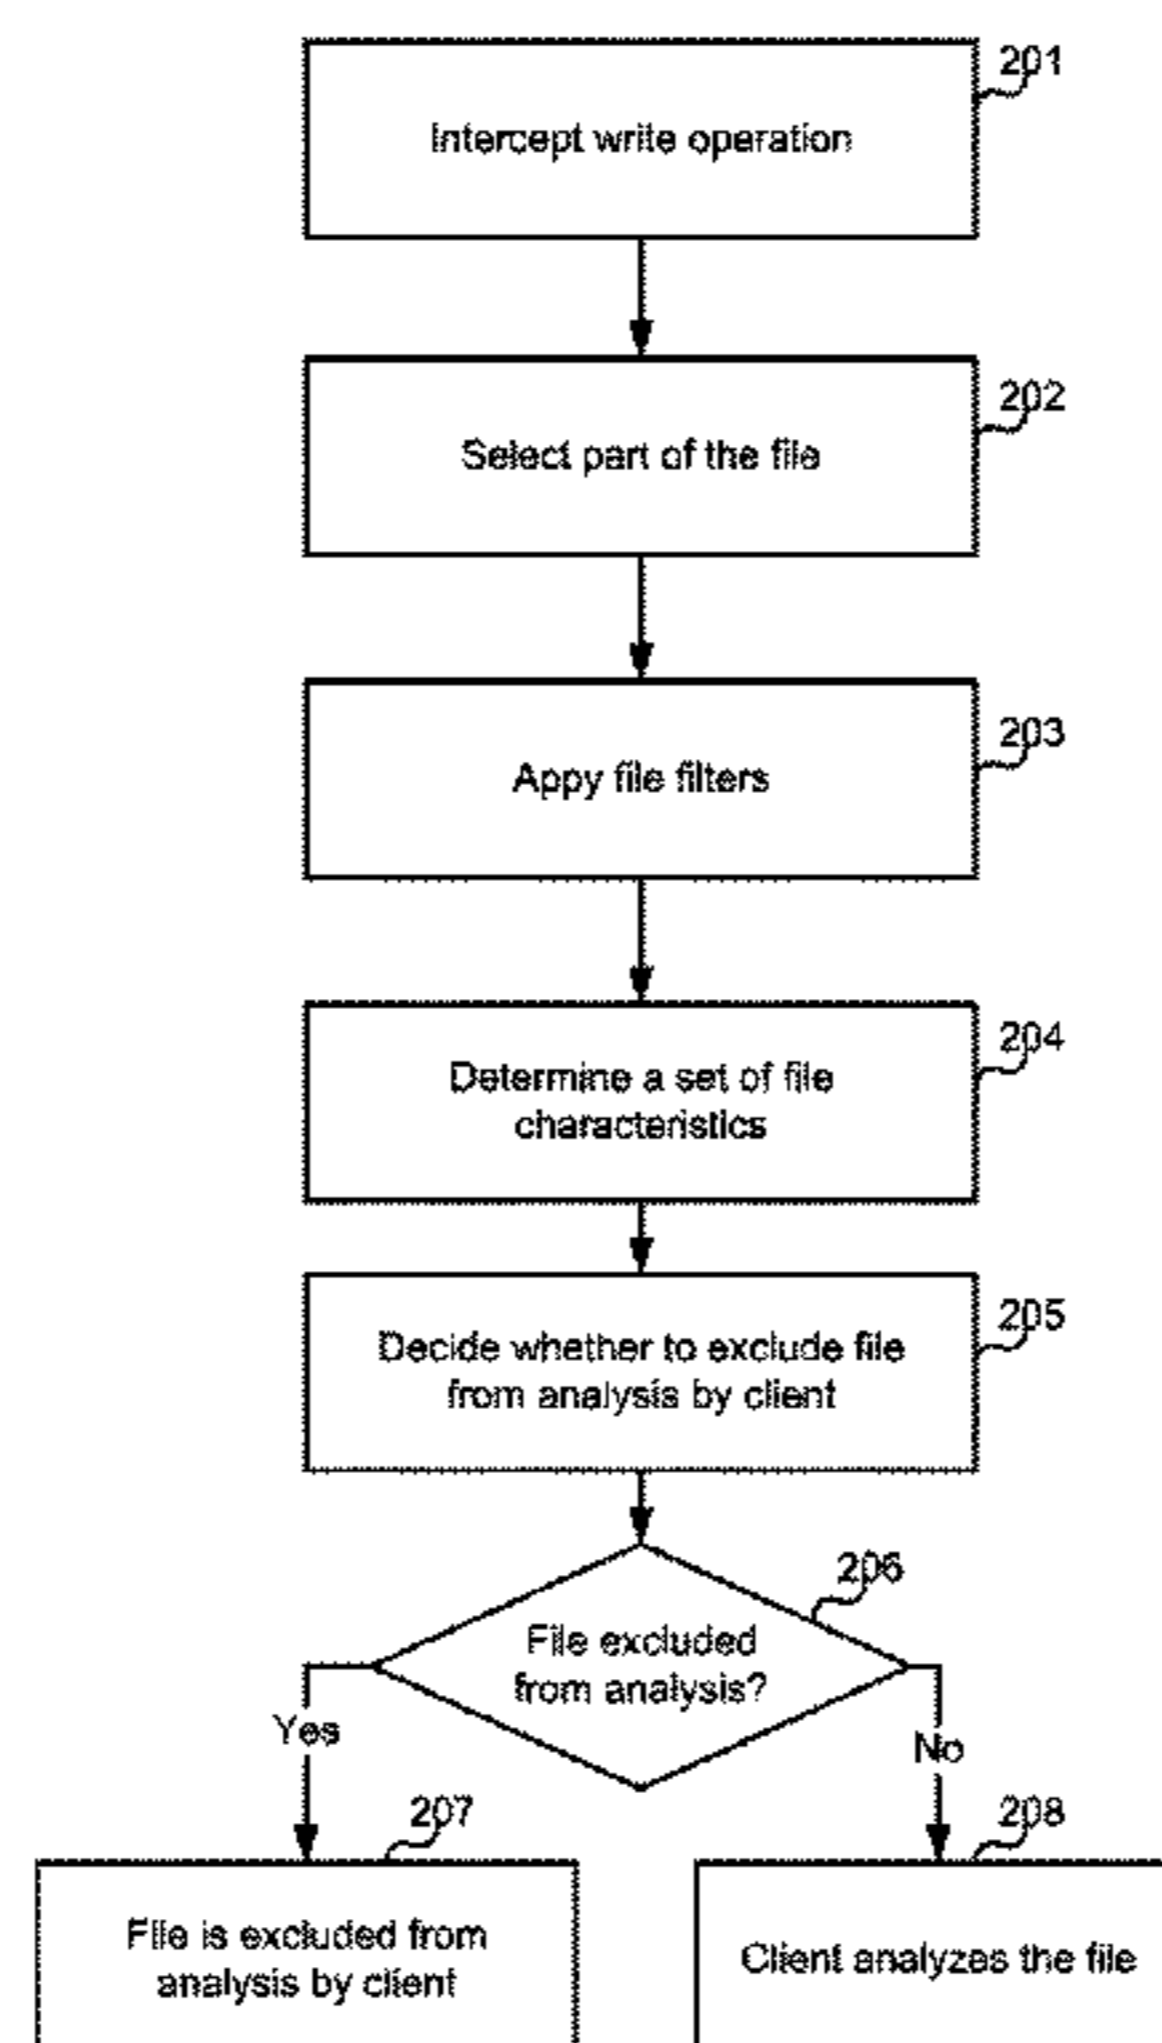 201
Intercept write operation
202
Select part of the file
203
Appy file filters
204
Determine a set of file
characteristics
205
Decide whether to exclude file
from analysis by client
206
File excluded
from analysis?
Yes
No
207
208
File is excluded from
analysis by client
Client analyzes the file